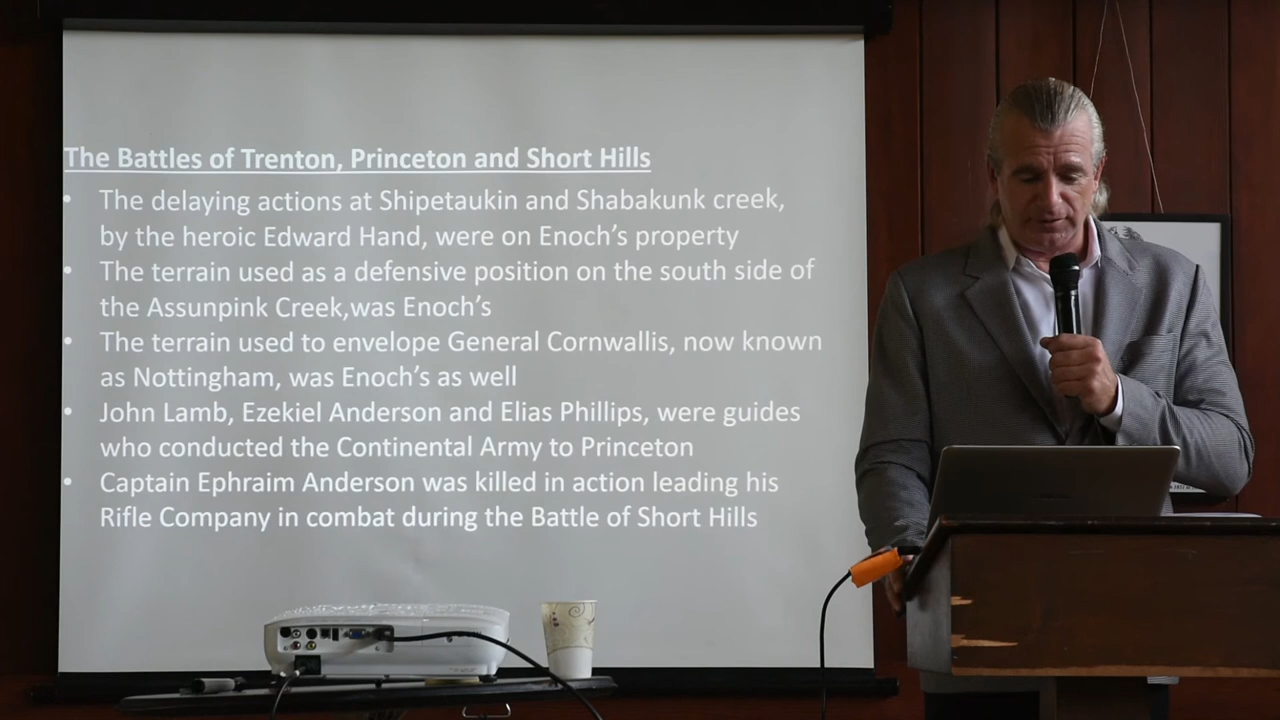 The Battles of Trenton, Princeton and Short Hills
• The delaying actions at Shipetaukin and Shabakunk creek,
by the heroic Edward Hand, were on Enoch's property
• The terrain used as a defensive position on the south side of
the Assunpink Creek,was Enoch's
• The terrain used to envelope General Cornwallis, now known
as Nottingham, was Enoch's as well
• John Lamb, Ezekiel Anderson and Elias Phillips, were guides
who conducted the Continental Army to Princeton
• Captain Ephraim Anderson was killed in action leading his
Rifle Company in combat during the Battle of Short Hills